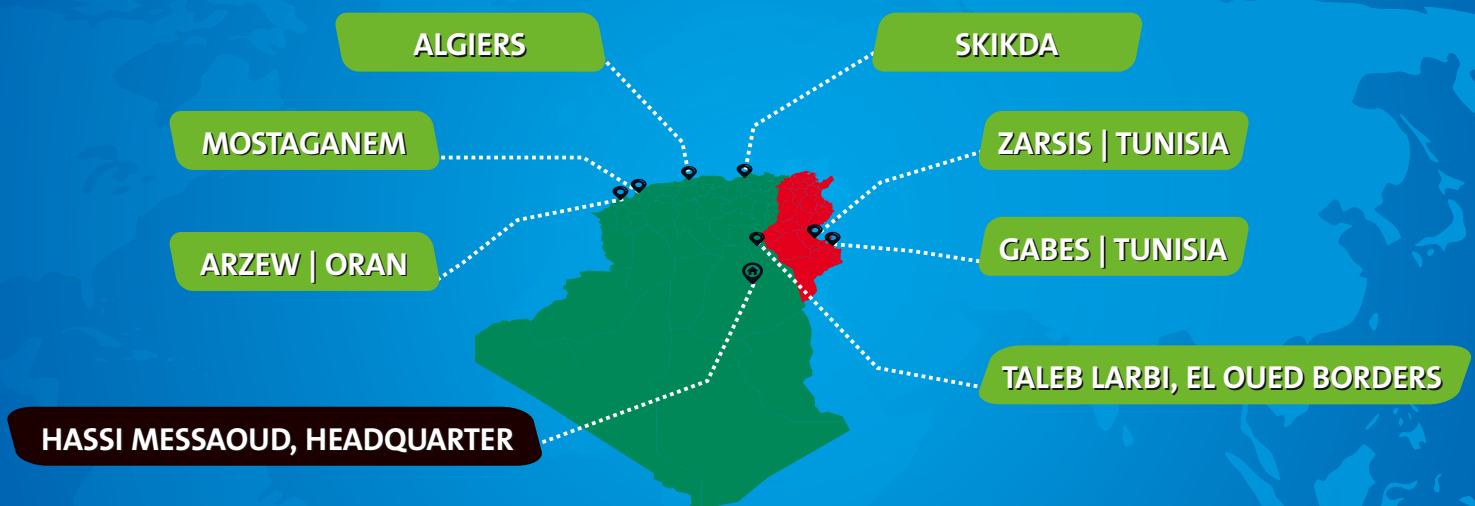 ALGIERS
SKIKDA
MOSTAGANEM
ZARSIS | TUNISIA
ARZEW | ORAN
GABES | TUNISIA
TALEB LARBI, EL OUED BORDERS
HASSI MESSAOUD, HEADQUARTER